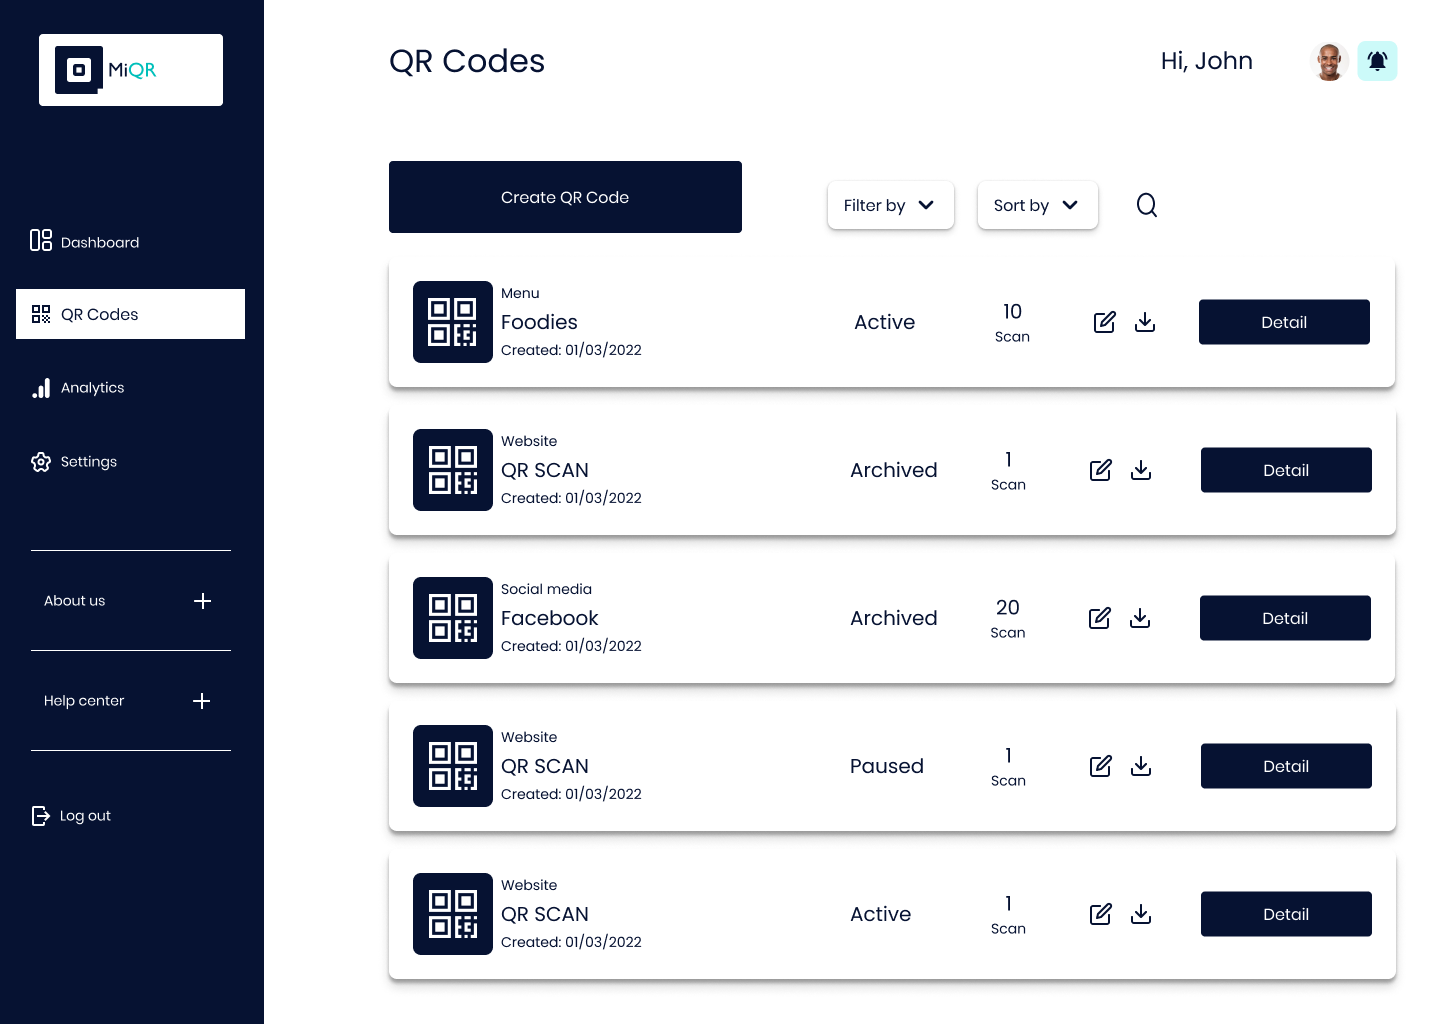 MiQR
QR Codes
Hi, John
Create QR Code
Filter by
Sort by
Dashboard
QR Codes
Analytics
Settings
About us
Help center
Log out
Menu
Foodies
Created: 01/03/2022
Active
10
Scan
Detail
Website
QR SCAN
Created: 01/03/2022
Archived
1
Scan
Detail
Social media
Facebook
Created: 01/03/2022
Archived
20
Scan
Detail
Website
QR SCAN
Created: 01/03/2022
Paused
1
Scan
Detail
Website
QR SCAN
Created: 01/03/2022
Active
1
Scan
Detail